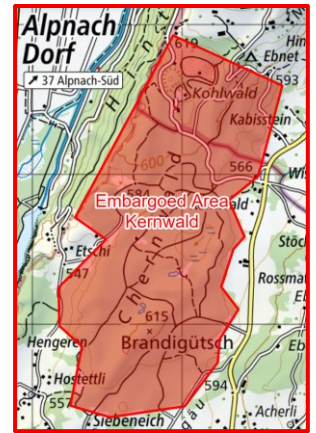 Alpnach
Dorf
37 Alpnach-Süd
619
Ebnet
593
Kohlwald
Kabisstein
600
566
584
Embargoed Area
Kernwald
Etschi
547
Rossmat
615
Brandigütsch
Hengeren
Hostettli
594
557
Siebeneich
Acherli